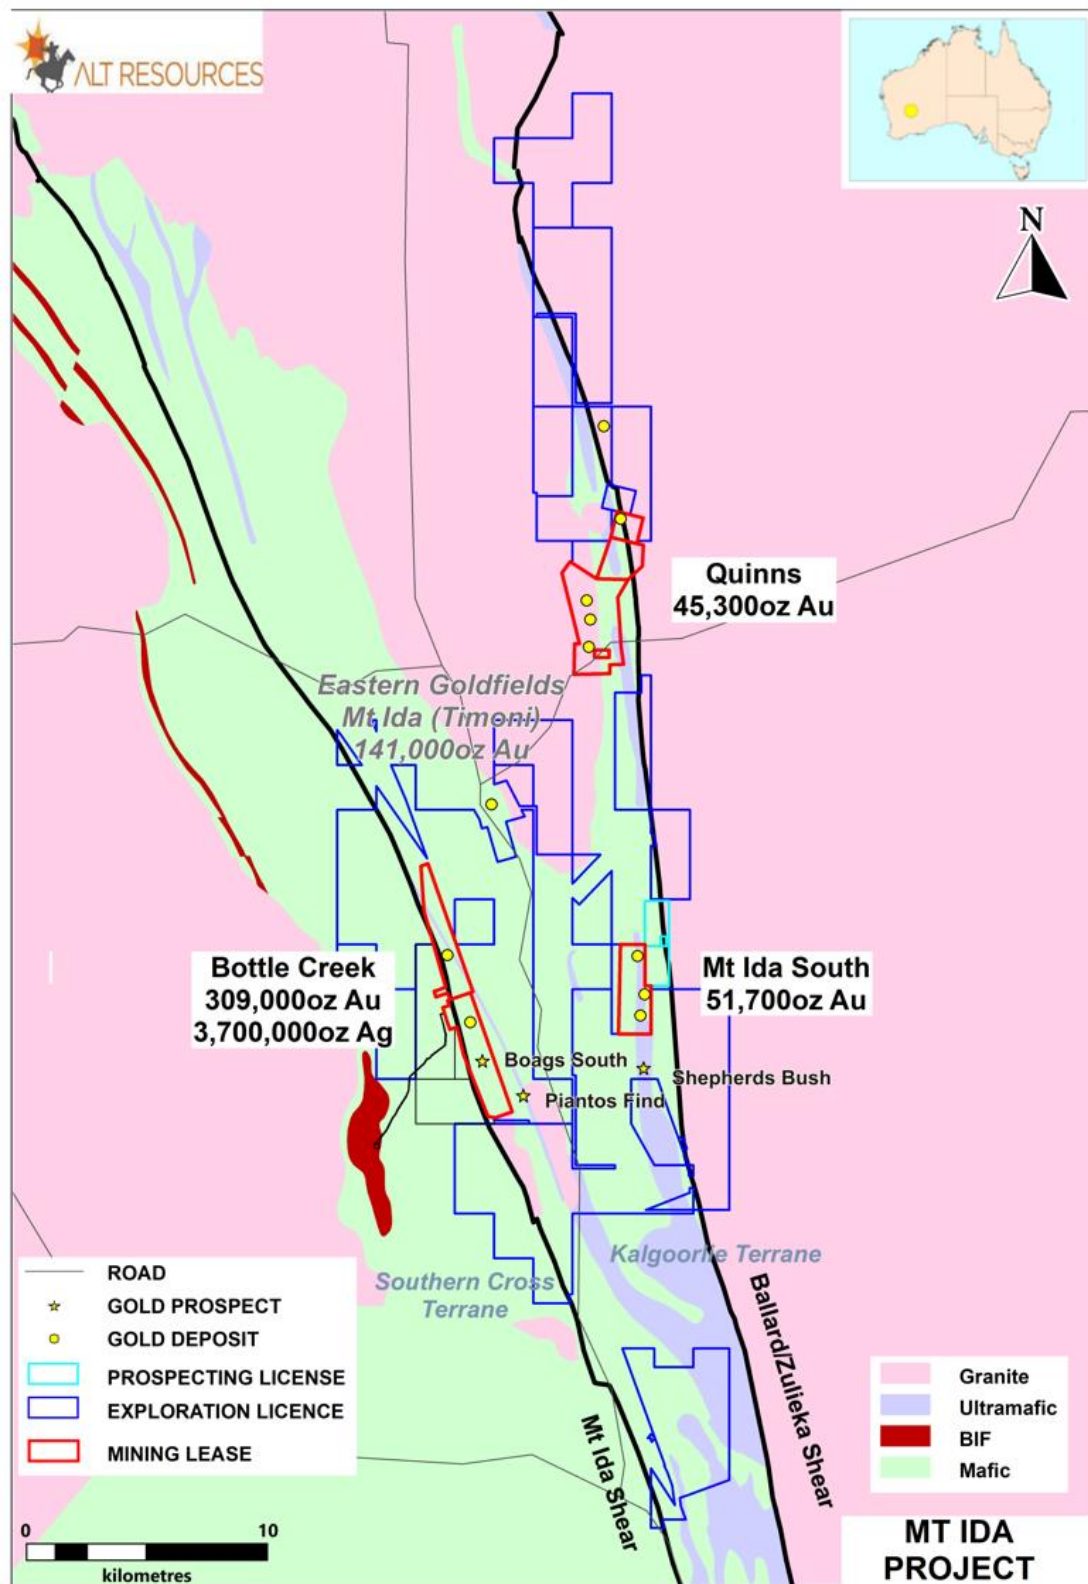 ALT RESOURCES
N
Quinns
45,300oz Au
Eastern Goldfields
Mt Ida (Timoni)
141,000oz Au
Bottle Creek
309,000oz Au
3,700,000oz Ag
Mt Ida South
51,700oz Au
Boags South
Shepherds Bush
Piantos Find
Kalgoorlie Terrane
Southern Cross
Terrane
Ballard/Zulieka Shear
Mt Ida Shear
ROAD
GOLD PROSPECT
GOLD DEPOSIT
PROSPECTING LICENSE
EXPLORATION LICENCE
MINING LEASE
Granite
Ultramafic
BIF
Mafic
0 10
kilometres
MT IDA
PROJECT